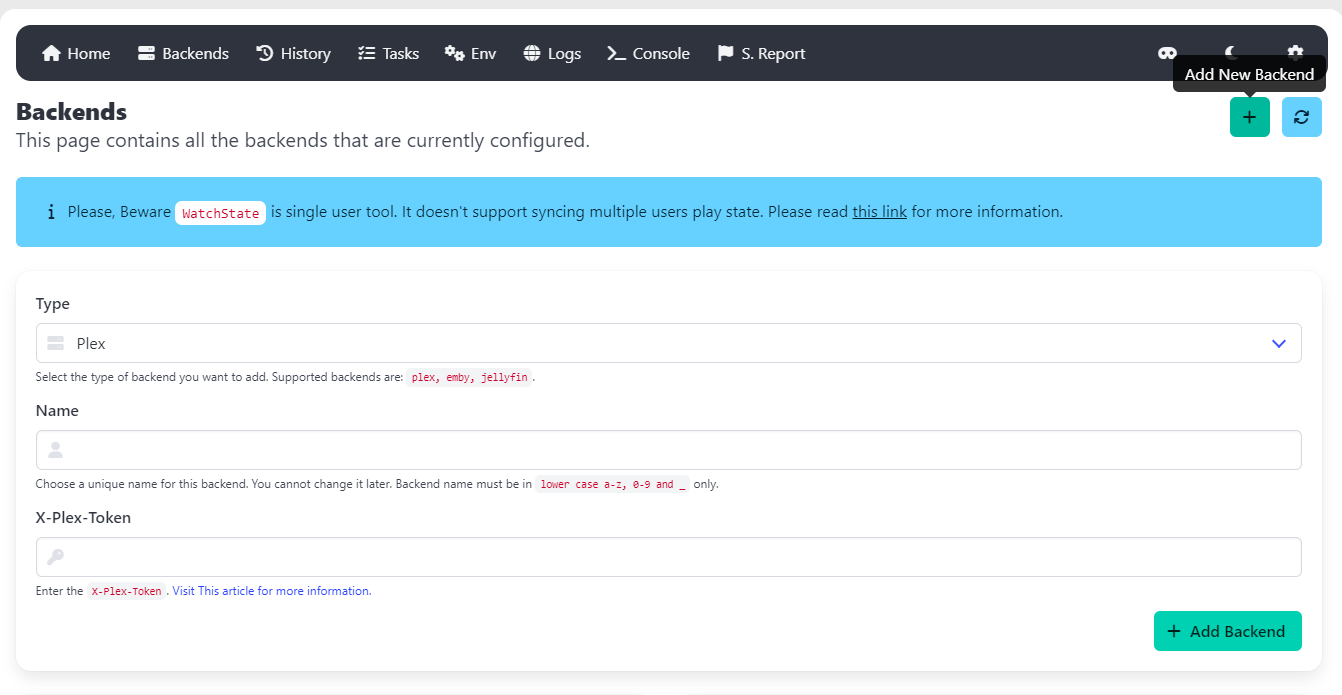 Home Backends History Tasks Env Logs Console S. Report
Add New Backend
Backends
This page contains all the backends that are currently configured.
Please, Beware WatchState is single user tool. It doesn't support syncing multiple users play state. Please read this link for more information.
Type
Plex
Select the type of backend you want to add. Supported backends are: plex, emby, jellyfin.
Name
Choose a unique name for this backend. You cannot change it later. Backend name must be in lower case a-z, 0-9 and _ only.
X-Plex-Token
Enter the X-Plex-Token. Visit This article for more information.
+ Add Backend